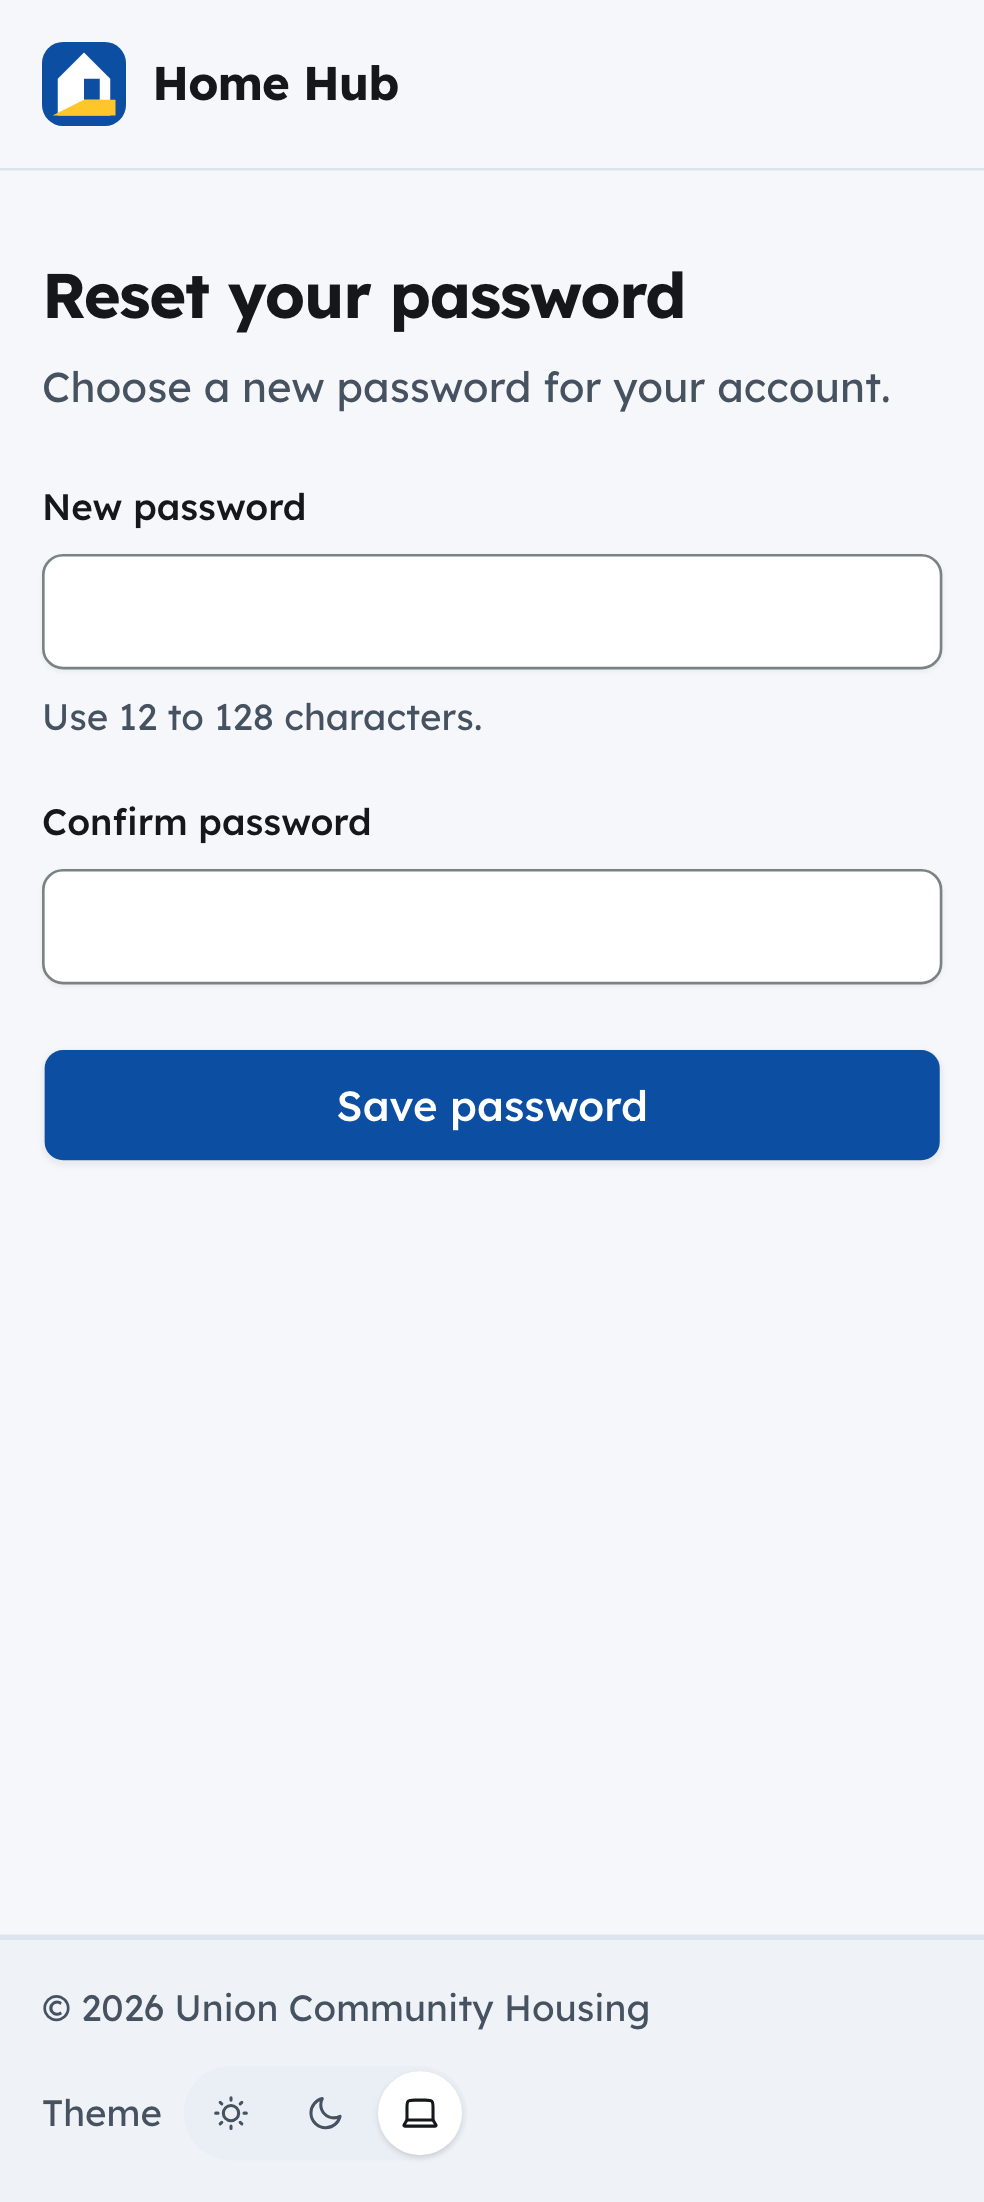 Home Hub
Reset your password
Choose a new password for your account.
New password
Use 12 to 128 characters.
Confirm password
Save password
© 2026 Union Community Housing
Theme